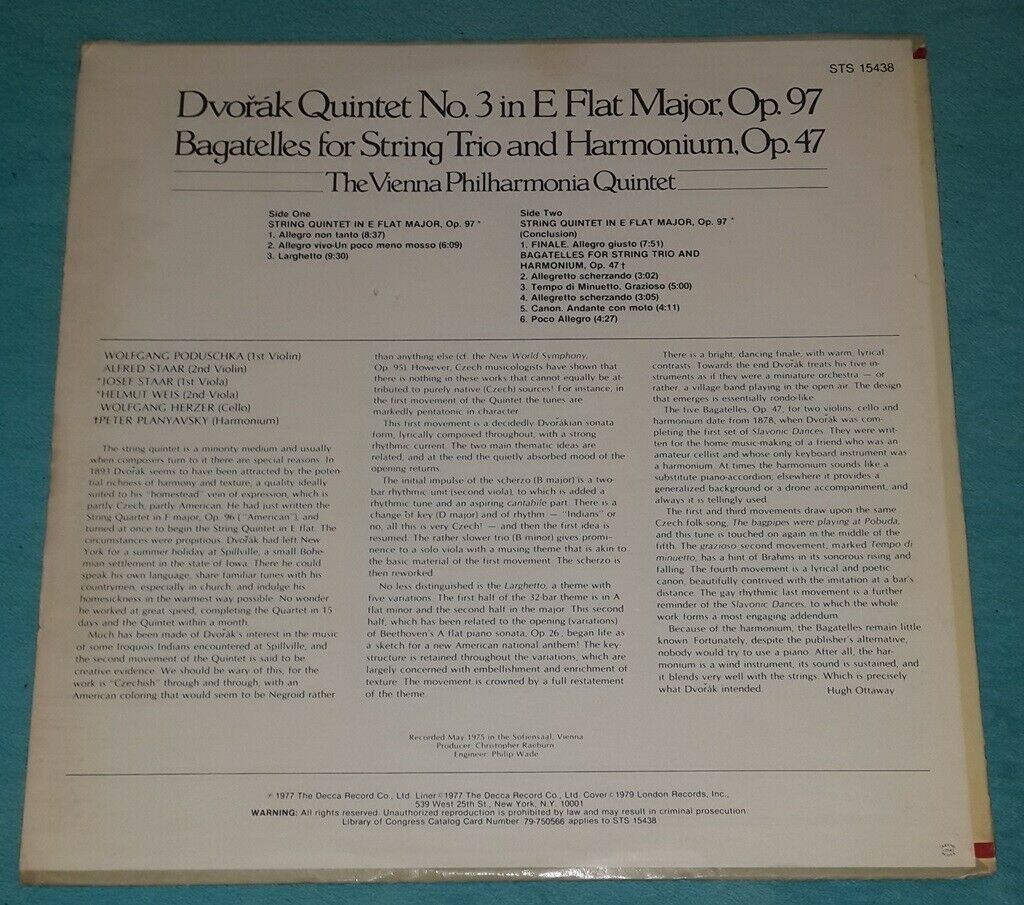 STS 15438
Dvořák Quintet No. 3 in E Flat Major, Op. 97
Bagatelles for String Trio and Harmonium, Op. 47
The Vienna Philharmonia Quintet
Side One
STRING QUINTET IN E FLAT MAJOR, Op. 97 *
1. Allegro non tanto (8:37)
2. Allegro vivo-Un poco meno mosso (6:09)
3. Larghetto (9:30)
Side Two
STRING QUINTET IN E FLAT MAJOR, Op. 97 *
(Conclusion)
1. FINALE. Allegro giusto (7:51)
BAGATELLES FOR STRING TRIO AND
HARMONIUM, Op. 47 †
2. Allegretto scherzando (3:02)
3. Tempo di Minuetto. Grazioso (5:00)
4. Allegretto scherzando (3:05)
5. Canon. Andante con moto (4:11)
6. Poco Allegro (4:27)
WOLFGANG PODUSCHKA (1st Violin)
ALFRED STAAR (2nd Violin)
*JOSEF STAAR (1st Viola)
*HELMUT WEIS (2nd Viola)
WOLFGANG HERZER (Cello)
†PETER PLANYAVSKY (Harmonium)
The string quintet is a minority medium and usually
when composers turn to it there are special reasons. In
1893 Dvořák seems to have been attracted by the poten-
tial richness of harmony and texture, a quality ideally
suited to his "homestead" vein of expression, which is
partly Czech, partly American. He had just written the
String Quartet in F major, Op. 96 ("American"), and
turned at once to begin the String Quintet in E flat. The
circumstances were propitious. Dvořák had left New
York for a summer holiday at Spillville, a small Bohe-
mian settlement in the state of Iowa. There he could
speak his own language, share familiar tunes with his
countrymen, especially in church, and indulge his
homesickness in the warmest way possible. No wonder
he worked at great speed, completing the Quartet in 15
days and the Quintet within a month.
Much has been made of Dvořák's interest in the music
of some Iroquois Indians encountered at Spillville, and
the second movement of the Quintet is said to be
creative evidence. We should be wary of this, for the
work is "Czechish" through and through, with an
American coloring that would seem to be Negroid rather
than anything else (cf. the New World Symphony,
Op. 95). However, Czech musicologists have shown that
there is nothing in these works that cannot equally be at-
tributed to purely native (Czech) sources! For instance, in
the first movement of the Quintet the tunes are
markedly pentatonic in character.
This first movement is a decidedly Dvořákian sonata
form, lyrically composed throughout, with a strong
rhythmic current. The two main thematic ideas are
related, and at the end the quietly absorbed mood of the
opening returns.
The initial impulse of the scherzo (B major) is a two-
bar rhythmic unit (second viola), to which is added a
rhythmic tune and an aspiring cantabile part. There is a
change of key (D major) and of rhythm — "Indians" or
no, all this is very Czech! — and then the first idea is
resumed. The rather slower trio (B minor) gives promi-
nence to a solo viola with a musing theme that is akin to
the basic material of the first movement. The scherzo is
then reworked.
No less distinguished is the Larghetto, a theme with
five variations. The first half of the 32-bar theme is in A
flat minor and the second half in the major. This second
half, which has been related to the opening (variations)
of Beethoven's A flat piano sonata, Op. 26, began life as
a sketch for a new American national anthem! The key-
structure is retained throughout the variations, which are
largely concerned with embellishment and enrichment of
texture. The movement is crowned by a full restatement
of the theme.
There is a bright, dancing finale, with warm, lyrical
contrasts. Towards the end Dvořák treats his five in-
struments as if they were a miniature orchestra — or
rather, a village band playing in the open air. The design
that emerges is essentially rondo-like.
The five Bagatelles, Op. 47, for two violins, cello and
harmonium date from 1878, when Dvořák was com-
pleting the first set of Slavonic Dances. They were writ-
ten for the home music-making of a friend who was an
amateur cellist and whose only keyboard instrument was
a harmonium. At times the harmonium sounds like a
substitute piano-accordion, elsewhere it provides a
generalized background or a drone accompaniment, and
always it is tellingly used.
The first and third movements draw upon the same
Czech folk-song, The bagpipes were playing at Pobuda,
and this tune is touched on again in the middle of the
fifth. The grazioso second movement, marked Tempo di
minuetto, has a hint of Brahms in its sonorous rising and
falling. The fourth movement is a lyrical and poetic
canon, beautifully contrived with the imitation at a bar's
distance. The gay rhythmic last movement is a further
reminder of the Slavonic Dances, to which the whole
work forms a most engaging addendum.
Because of the harmonium, the Bagatelles remain little
known. Fortunately, despite the publisher's alternative,
nobody would try to use a piano. After all, the har-
monium is a wind instrument, its sound is sustained, and
it blends very well with the strings. Which is precisely
what Dvořák intended. Hugh Ottaway
Recorded May 1975 in the Sofiensaal, Vienna
Producer: Christopher Raeburn
Engineer: Philip Wade
℗ 1977 The Decca Record Co., Ltd. Liner © 1977 The Decca Record Co., Ltd. Cover © 1979 London Records, Inc.,
539 West 25th St., New York, N.Y. 10001
WARNING: All rights reserved. Unauthorized reproduction is prohibited by law and may result in criminal prosecution.
Library of Congress Catalog Card Number 79-750566 applies to STS 15438